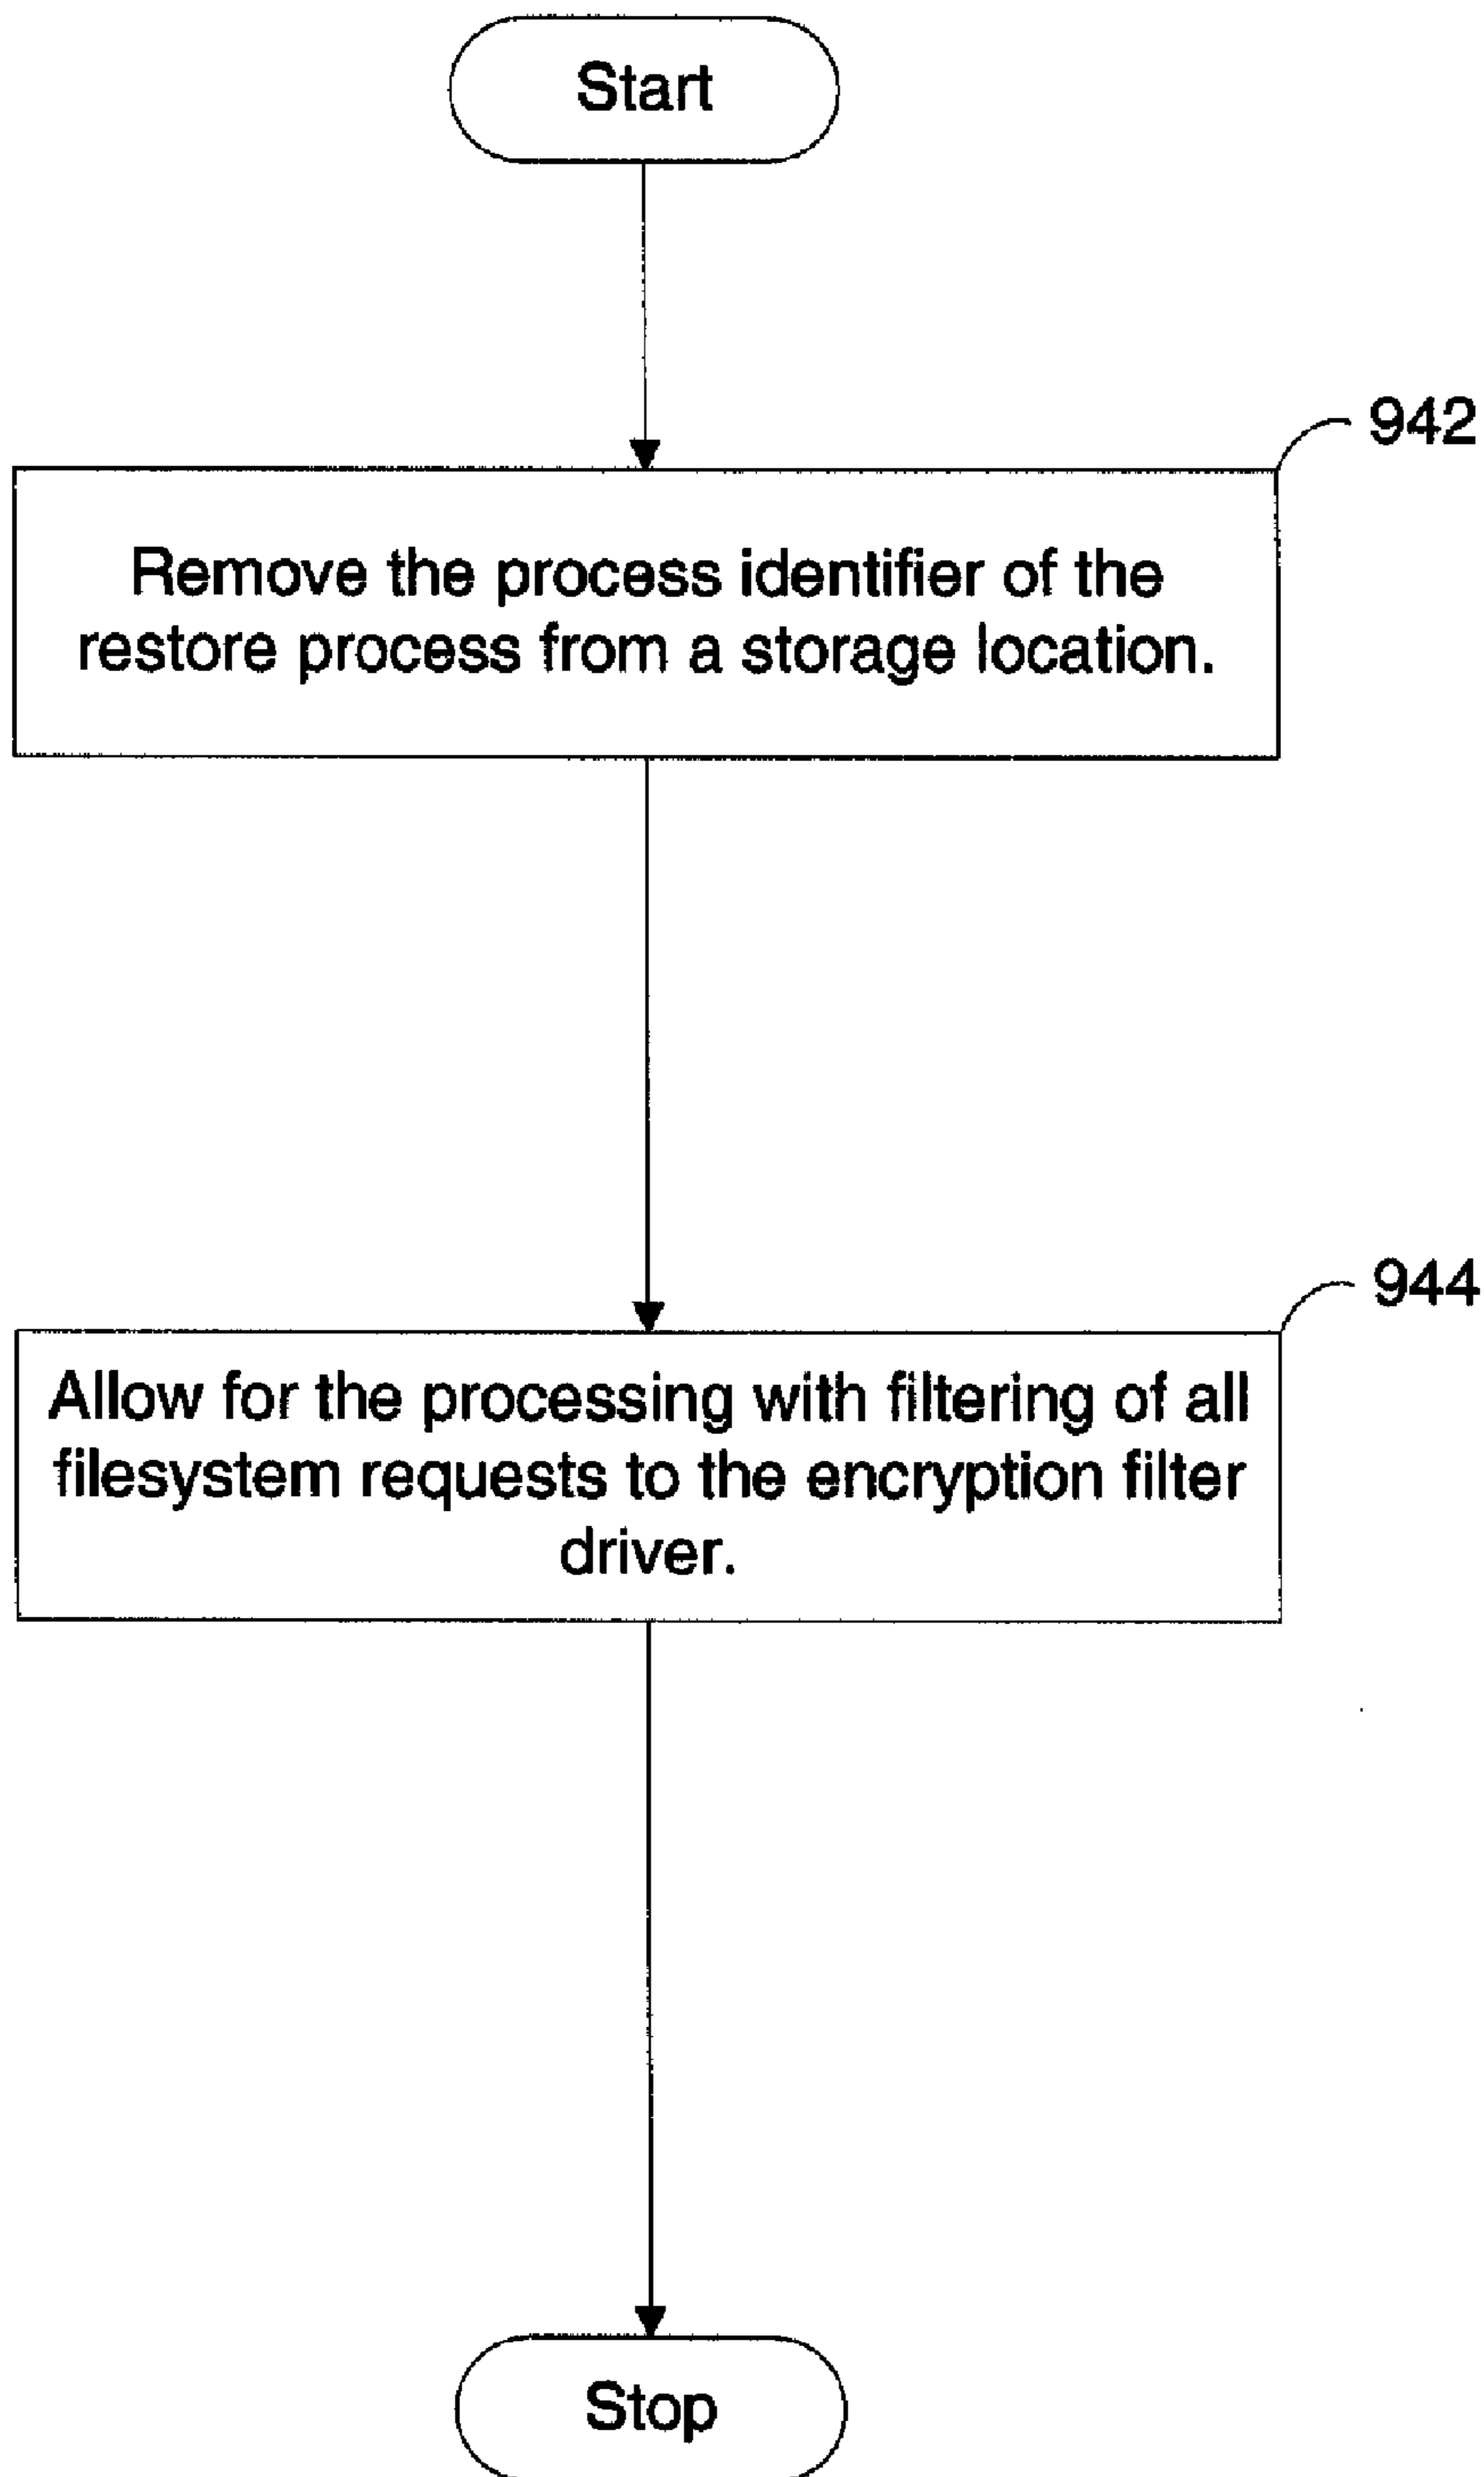 Start
942
Remove the process identifier of the
restore process from a storage location.
944
Allow for the processing with filtering of all
filesystem requests to the encryption filter
driver.
Stop